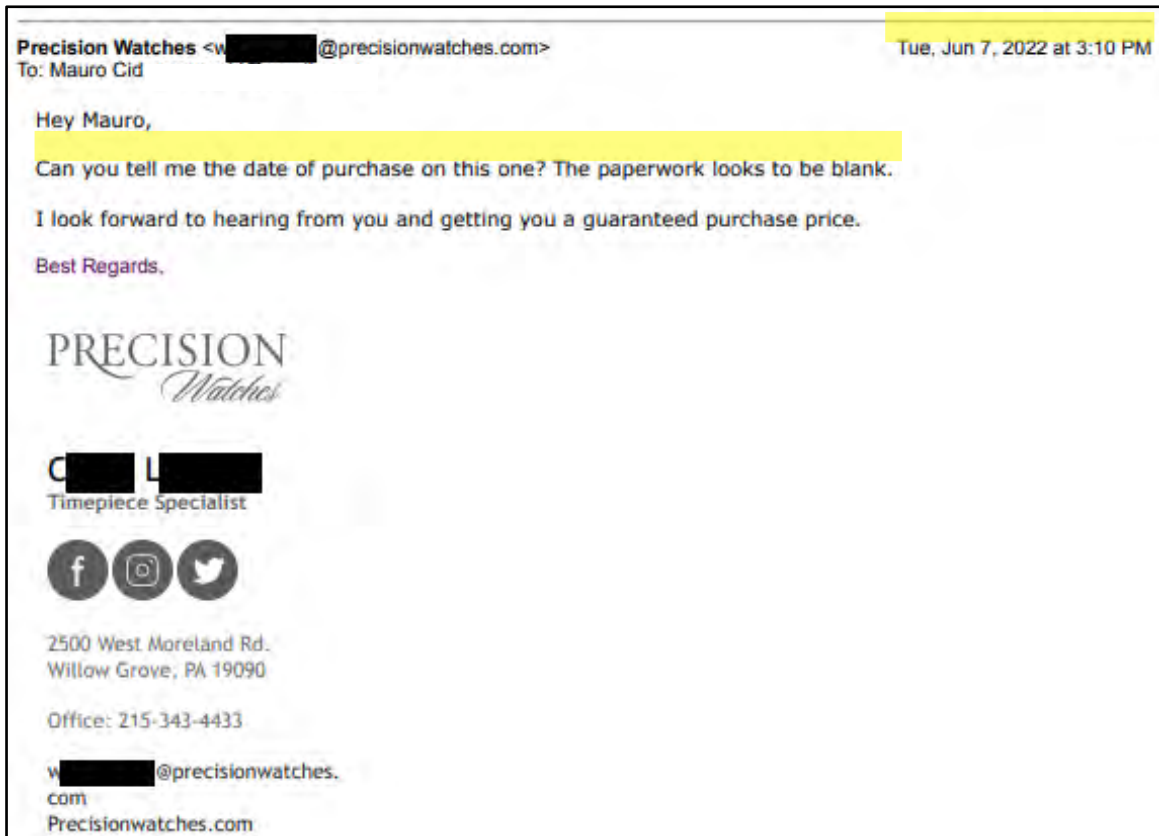 Precision Watches <w @precisionwatches.com> Tue, Jun 7, 2022 at 3:10 PM
To: Mauro Cid
Hey Mauro,
Can you tell me the date of purchase on this one? The paperwork looks to be blank.
I look forward to hearing from you and getting you a guaranteed purchase price.
Best Regards,
PRECISION
Watches
C L
Timepiece Specialist
2500 West Moreland Rd.
Willow Grove, PA 19090
Office: 215-343-4433
w @precisionwatches.
com
Precisionwatches.com